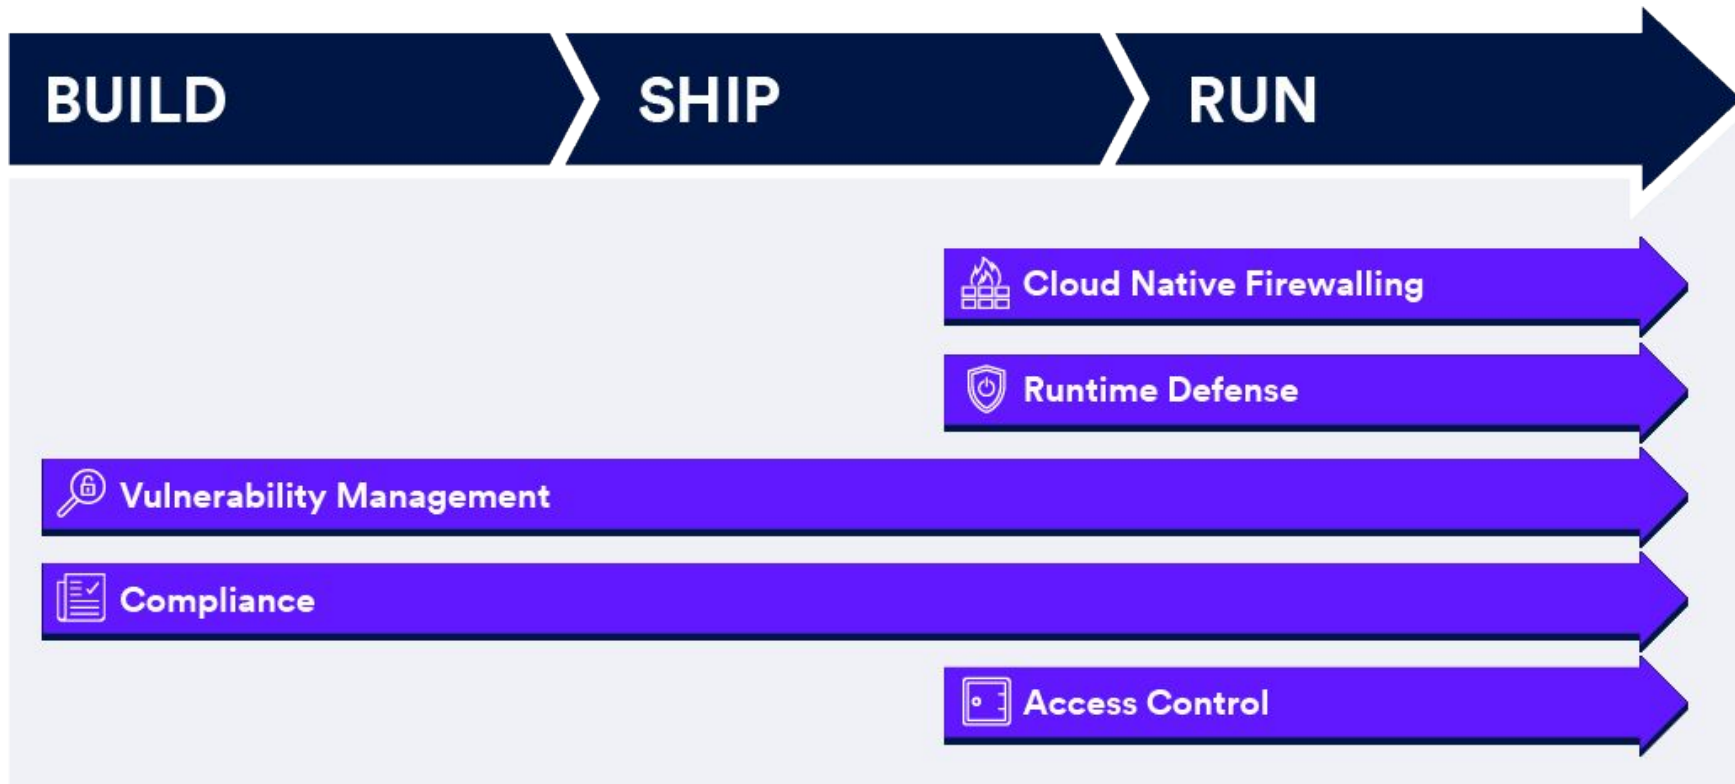 BUILD
SHIP
RUN
Cloud Native Firewalling
Runtime Defense
Vulnerability Management
Compliance
Access Control